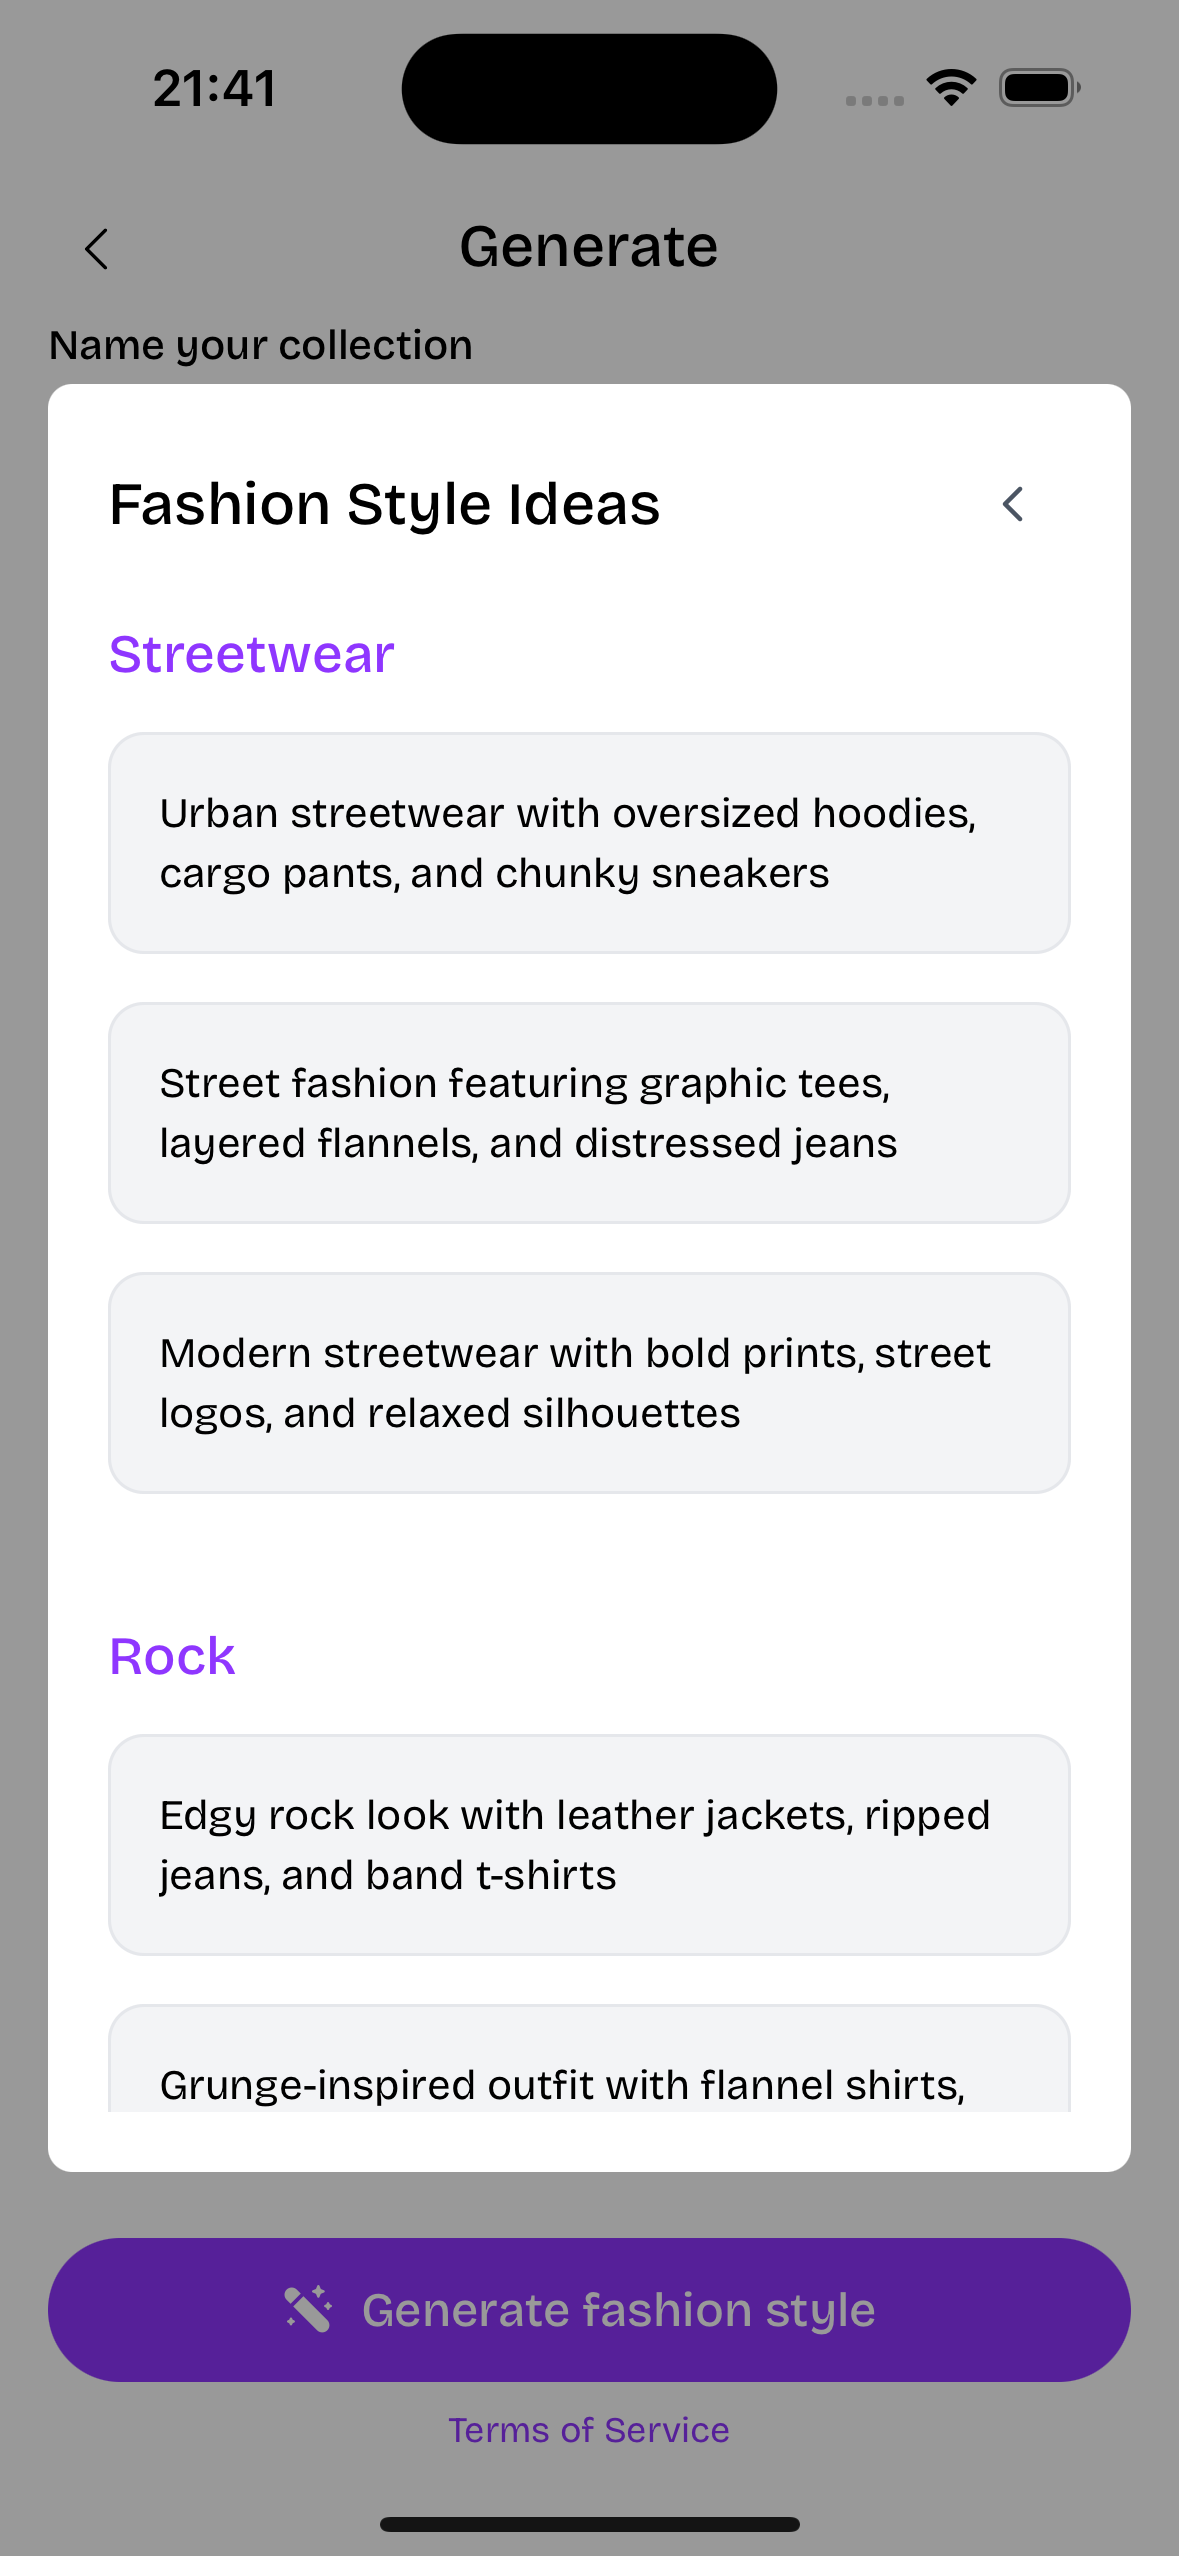 21:41
Generate
Name your collection
Fashion Style Ideas
Streetwear
Urban streetwear with oversized hoodies,
cargo pants, and chunky sneakers
Street fashion featuring graphic tees,
layered flannels, and distressed jeans
Modern streetwear with bold prints, street
logos, and relaxed silhouettes
Rock
Edgy rock look with leather jackets, ripped
jeans, and band t-shirts
Grunge-inspired outfit with flannel shirts,
Generate fashion style
Terms of Service